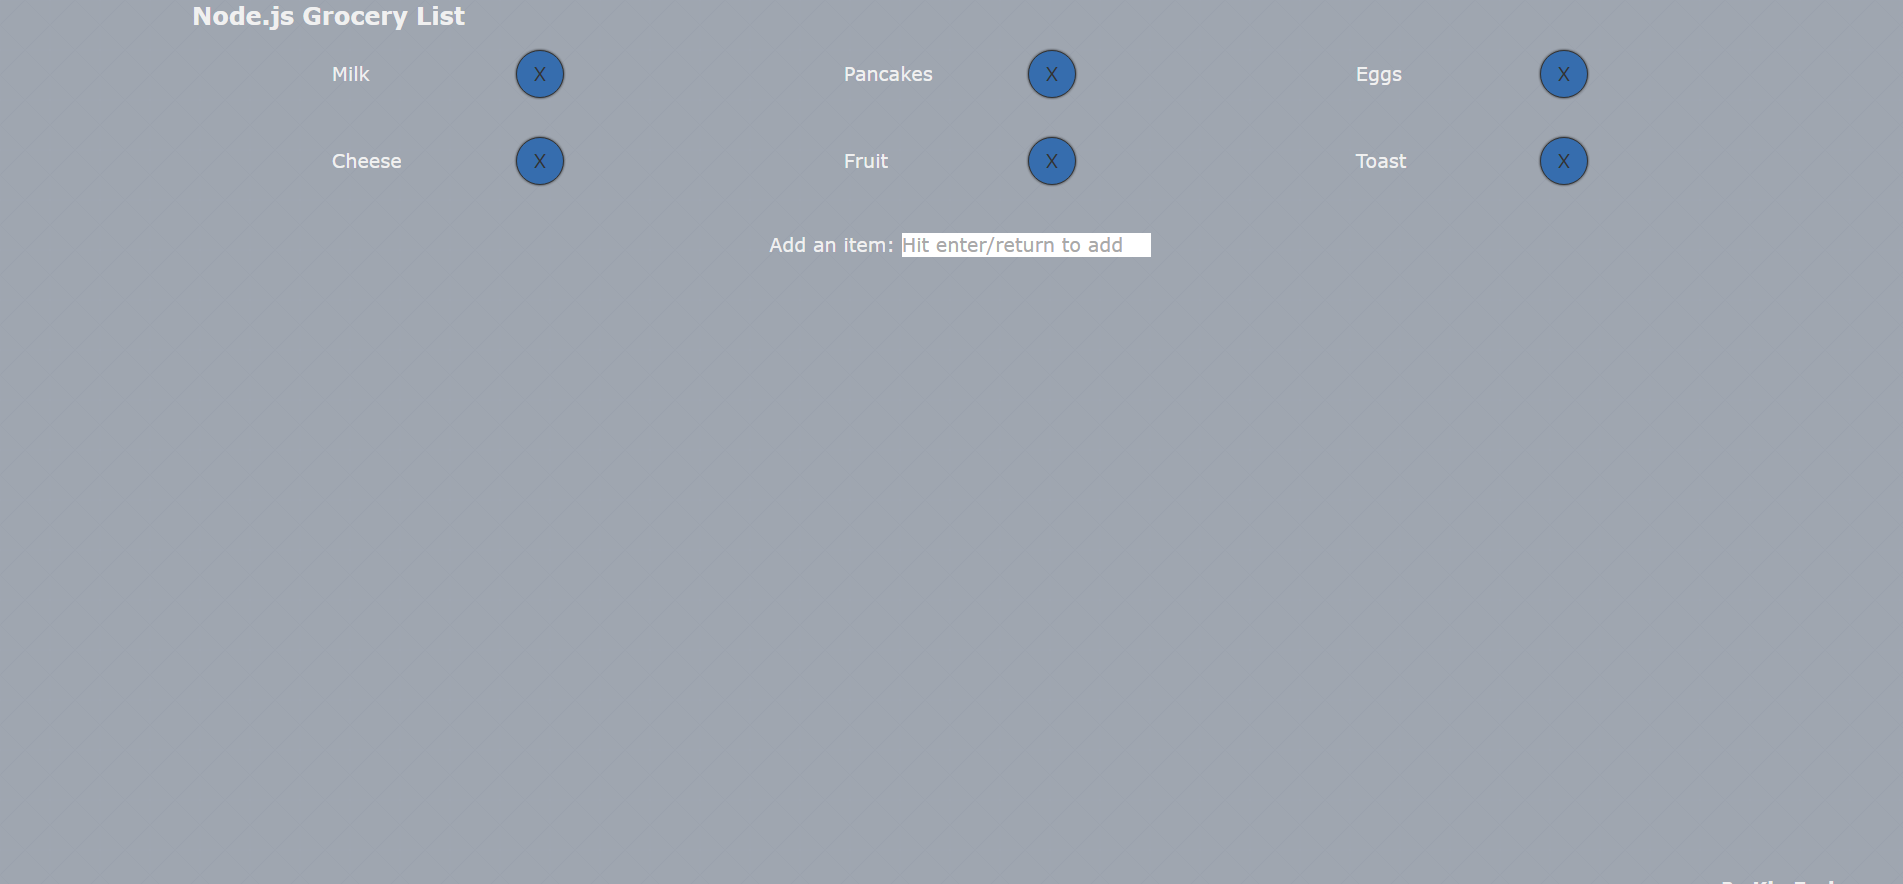 Node.js Grocery List
Milk X Pancakes X Eggs X
Cheese X Fruit X Toast X
Add an item: Hit enter/return to add